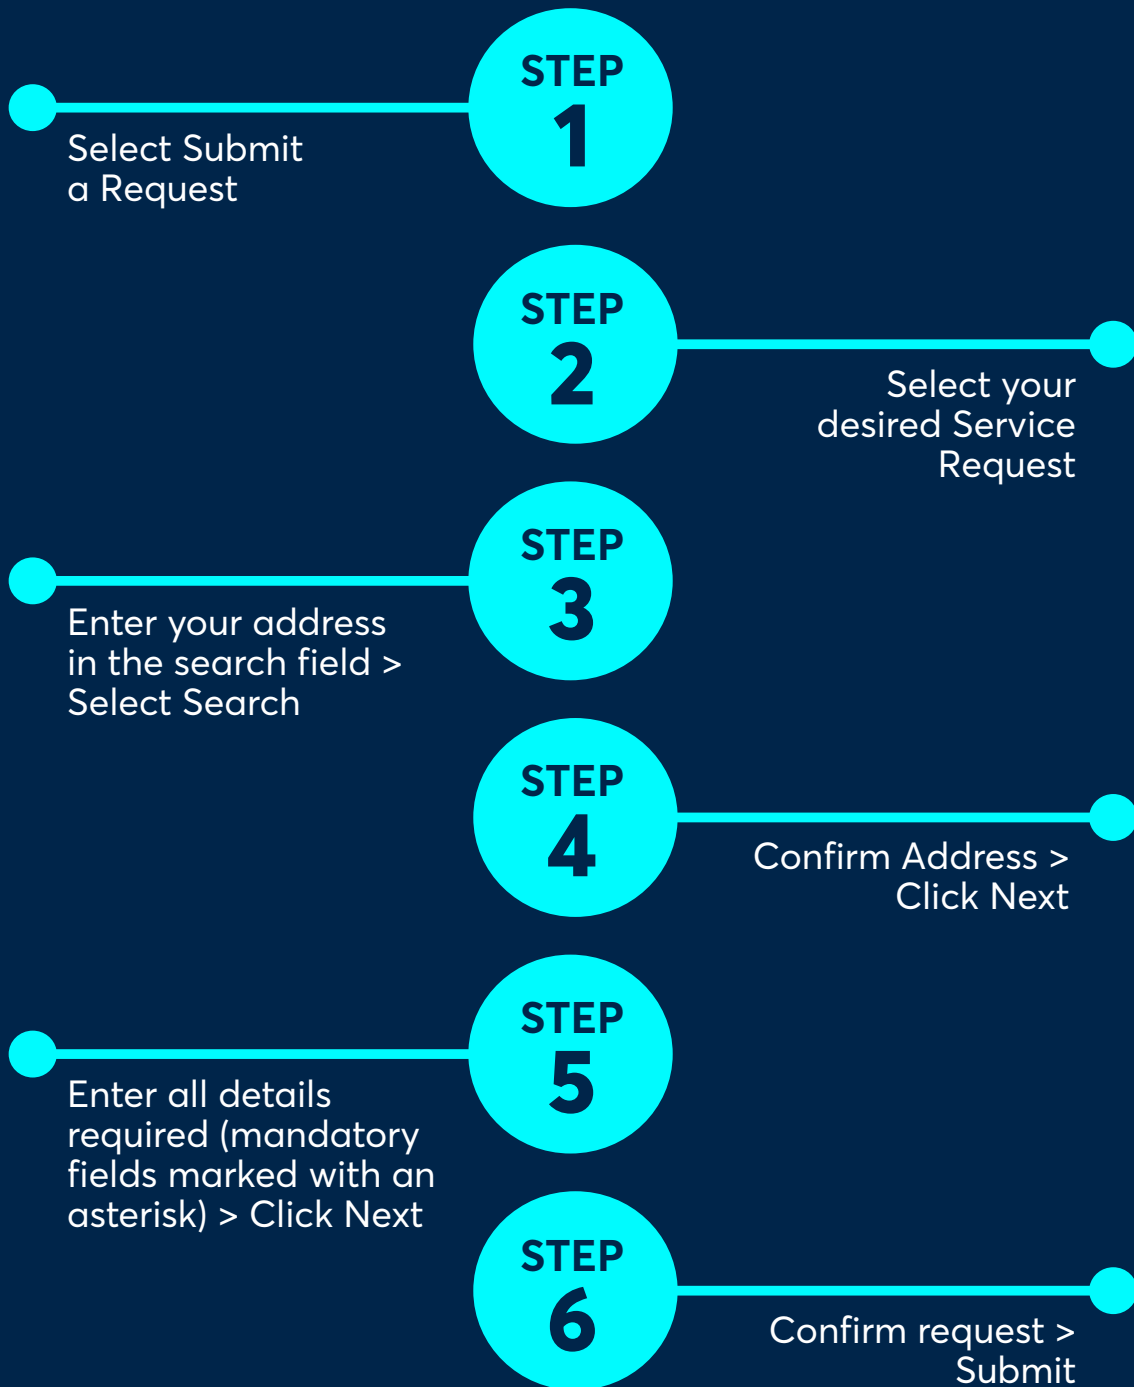 STEP
1
Select Submit
a Request
STEP
2
Select your
desired Service
Request
STEP
3
Enter your address
in the search field >
Select Search
STEP
4
Confirm Address >
Click Next
STEP
5
Enter all details
required (mandatory
fields marked with an
asterisk) > Click Next
STEP
6
Confirm request >
Submit